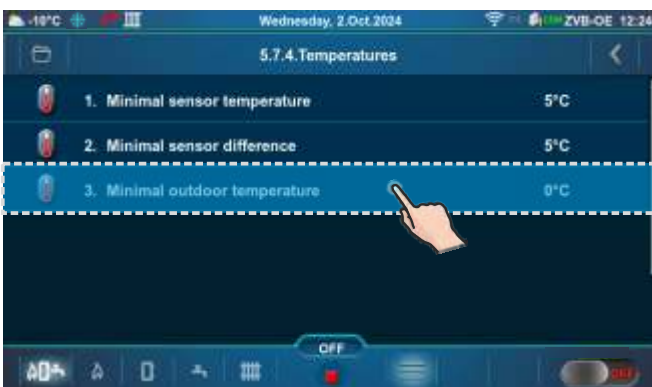 -10°C Wednesday, 2.Oct.2024 ZVB-OE 12:24
5.7.4.Temperatures
1. Minimal sensor temperature 5°C
2. Minimal sensor difference 5°C
3. Minimal outdoor temperature 0°C
OFF
OFF